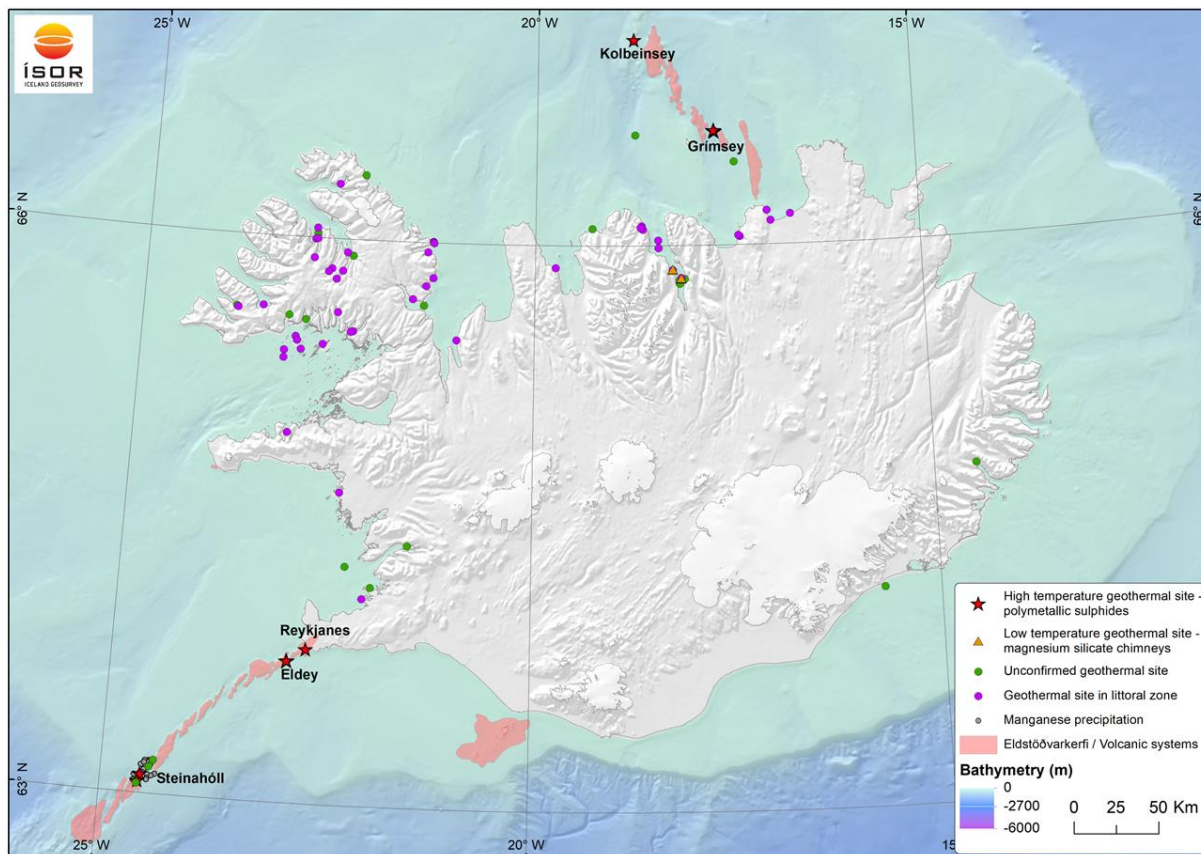 25° W
20° W
15° W
ÍSOR
ICELAND GEOSURVEY
Kolbeinsey
Grímsey
66° N
66° N
Reykjanes
Eldey
Steinahóll
63° N
25° W
20° W
15°
High temperature geothermal site -
polymetallic sulphides
Low temperature geothermal site -
magnesium silicate chimneys
Unconfirmed geothermal site
Geothermal site in littoral zone
Manganese precipitation
Eldstöðvarkerfi / Volcanic systems
Bathymetry (m)
0
-2700
-6000
0 25 50 Km